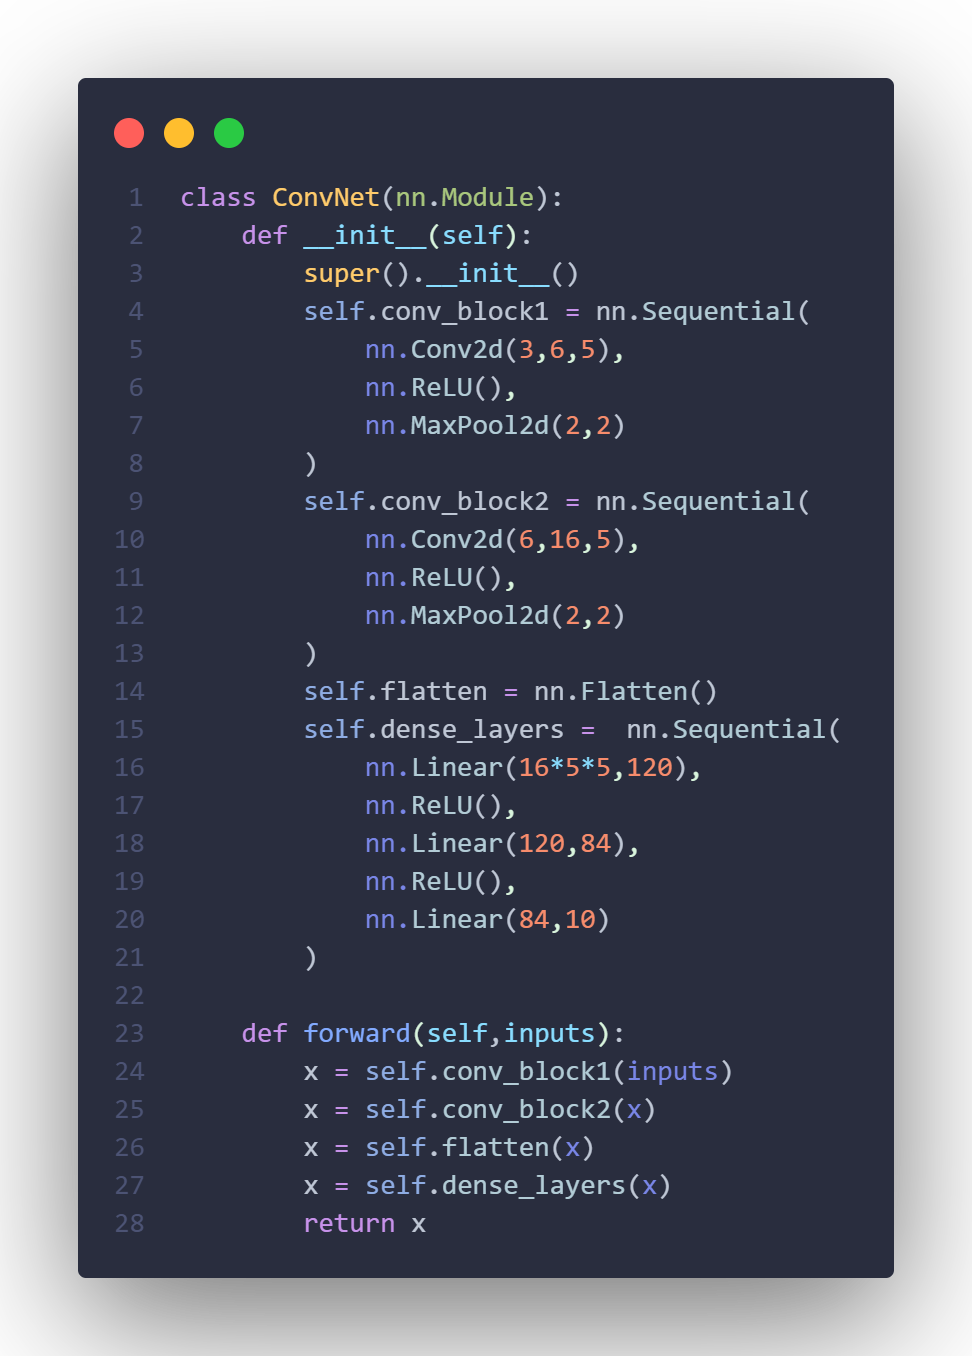 1 class ConvNet(nn.Module):
2     def __init__(self):
3         super().__init__()
4         self.conv_block1 = nn.Sequential(
5             nn.Conv2d(3,6,5),
6             nn.ReLU(),
7             nn.MaxPool2d(2,2)
8         )
9         self.conv_block2 = nn.Sequential(
10             nn.Conv2d(6,16,5),
11             nn.ReLU(),
12             nn.MaxPool2d(2,2)
13         )
14         self.flatten = nn.Flatten()
15         self.dense_layers =  nn.Sequential(
16             nn.Linear(16*5*5,120),
17             nn.ReLU(),
18             nn.Linear(120,84),
19             nn.ReLU(),
20             nn.Linear(84,10)
21         )
22
23     def forward(self,inputs):
24         x = self.conv_block1(inputs)
25         x = self.conv_block2(x)
26         x = self.flatten(x)
27         x = self.dense_layers(x)
28         return x